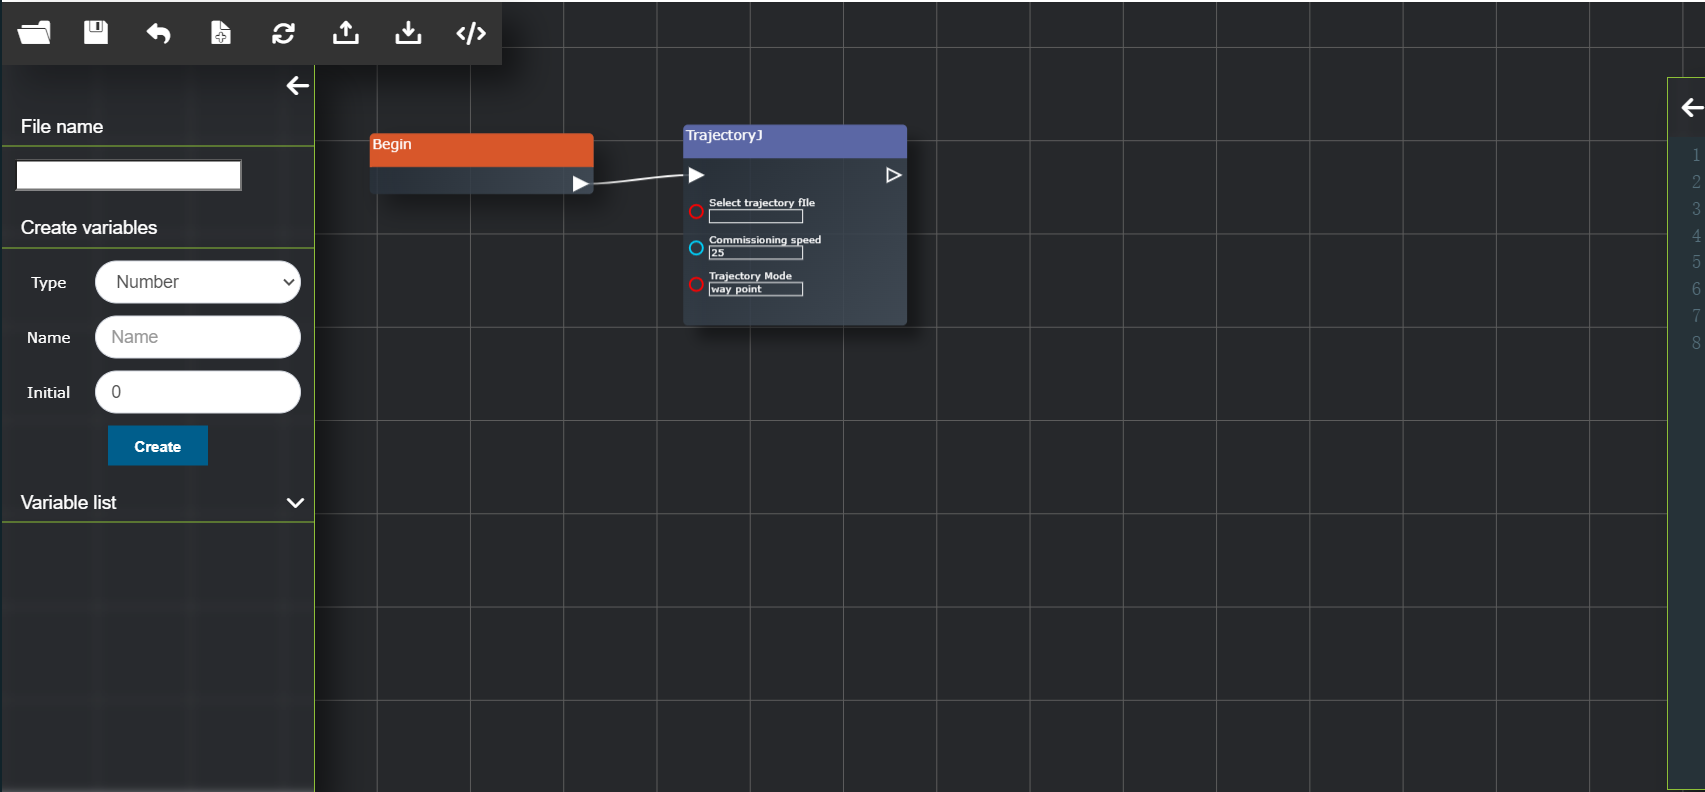 File name
Create variables
Type Number
Name Name
Initial 0
Create
Variable list
Begin
TrajectoryJ
Select trajectory fIle
Commissioning speed
25
Trajectory Mode
way point
1
2
3
4
5
6
7
8